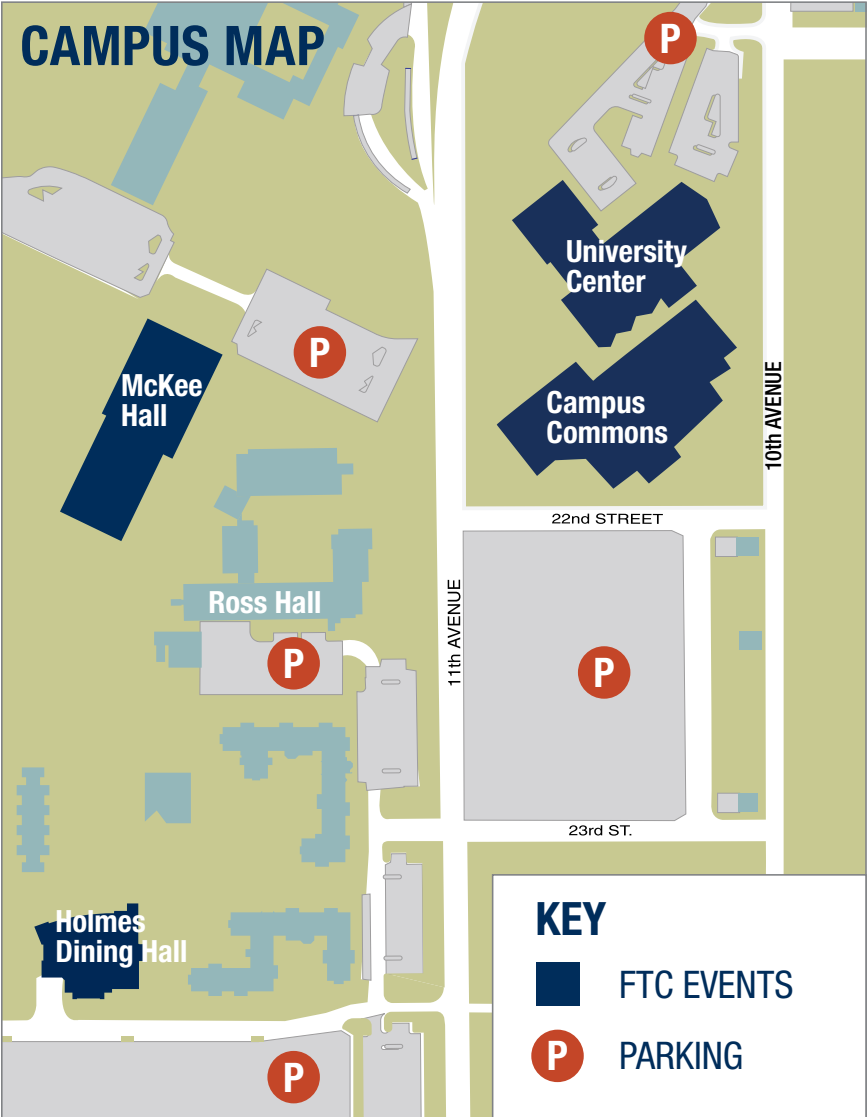 CAMPUS MAP
P
University
Center
P
McKee
Hall
Campus
Commons
10th AVENUE
22nd STREET
Ross Hall
11th AVENUE
P
P
23rd ST.
Holmes
Dining Hall
KEY
FTC EVENTS
P PARKING
P